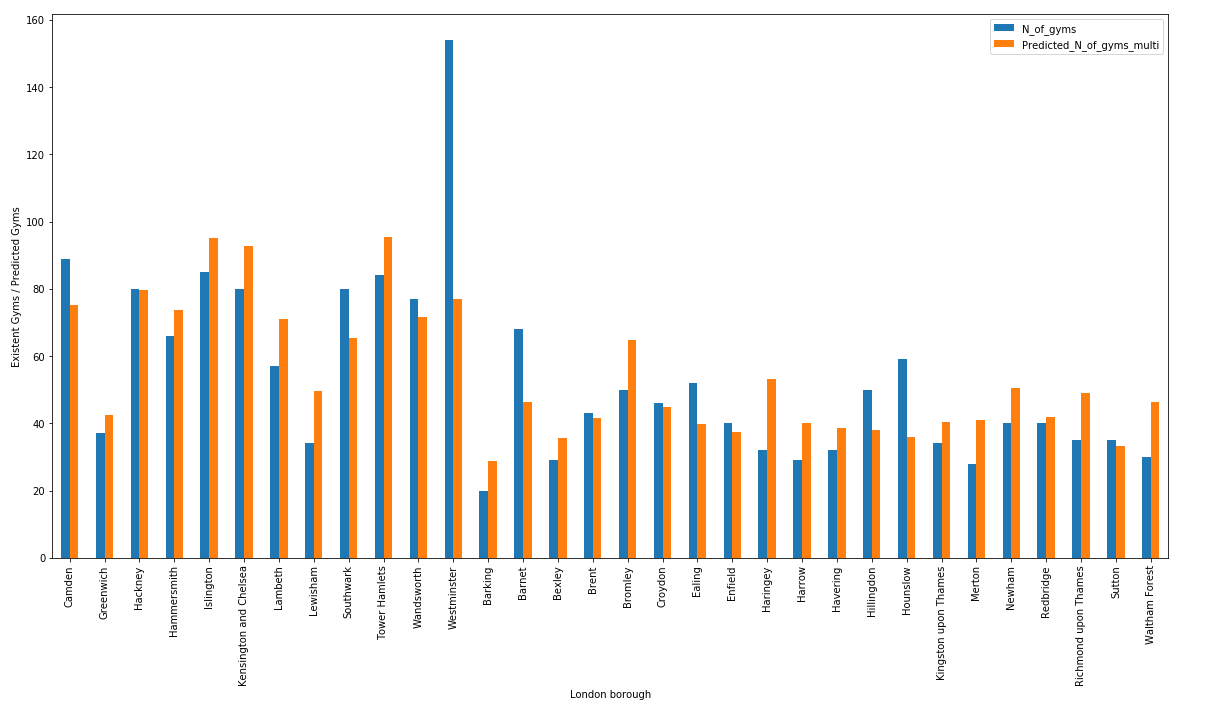 N_of_gyms
Predicted_N_of_gyms_multi
Existent Gyms / Predicted Gyms
160
140
120
100
80
60
40
20
0
Camden
Greenwich
Hackney
Hammersmith
Islington
Kensington and Chelsea
Lambeth
Lewisham
Southwark
Tower Hamlets
Wandsworth
Westminster
Barking
Barnet
Bexley
Brent
Bromley
Croydon
Ealing
Enfield
Haringey
Harrow
Havering
Hillingdon
Hounslow
Kingston upon Thames
Merton
Newham
Redbridge
Richmond upon Thames
Sutton
Waltham Forest
London borough